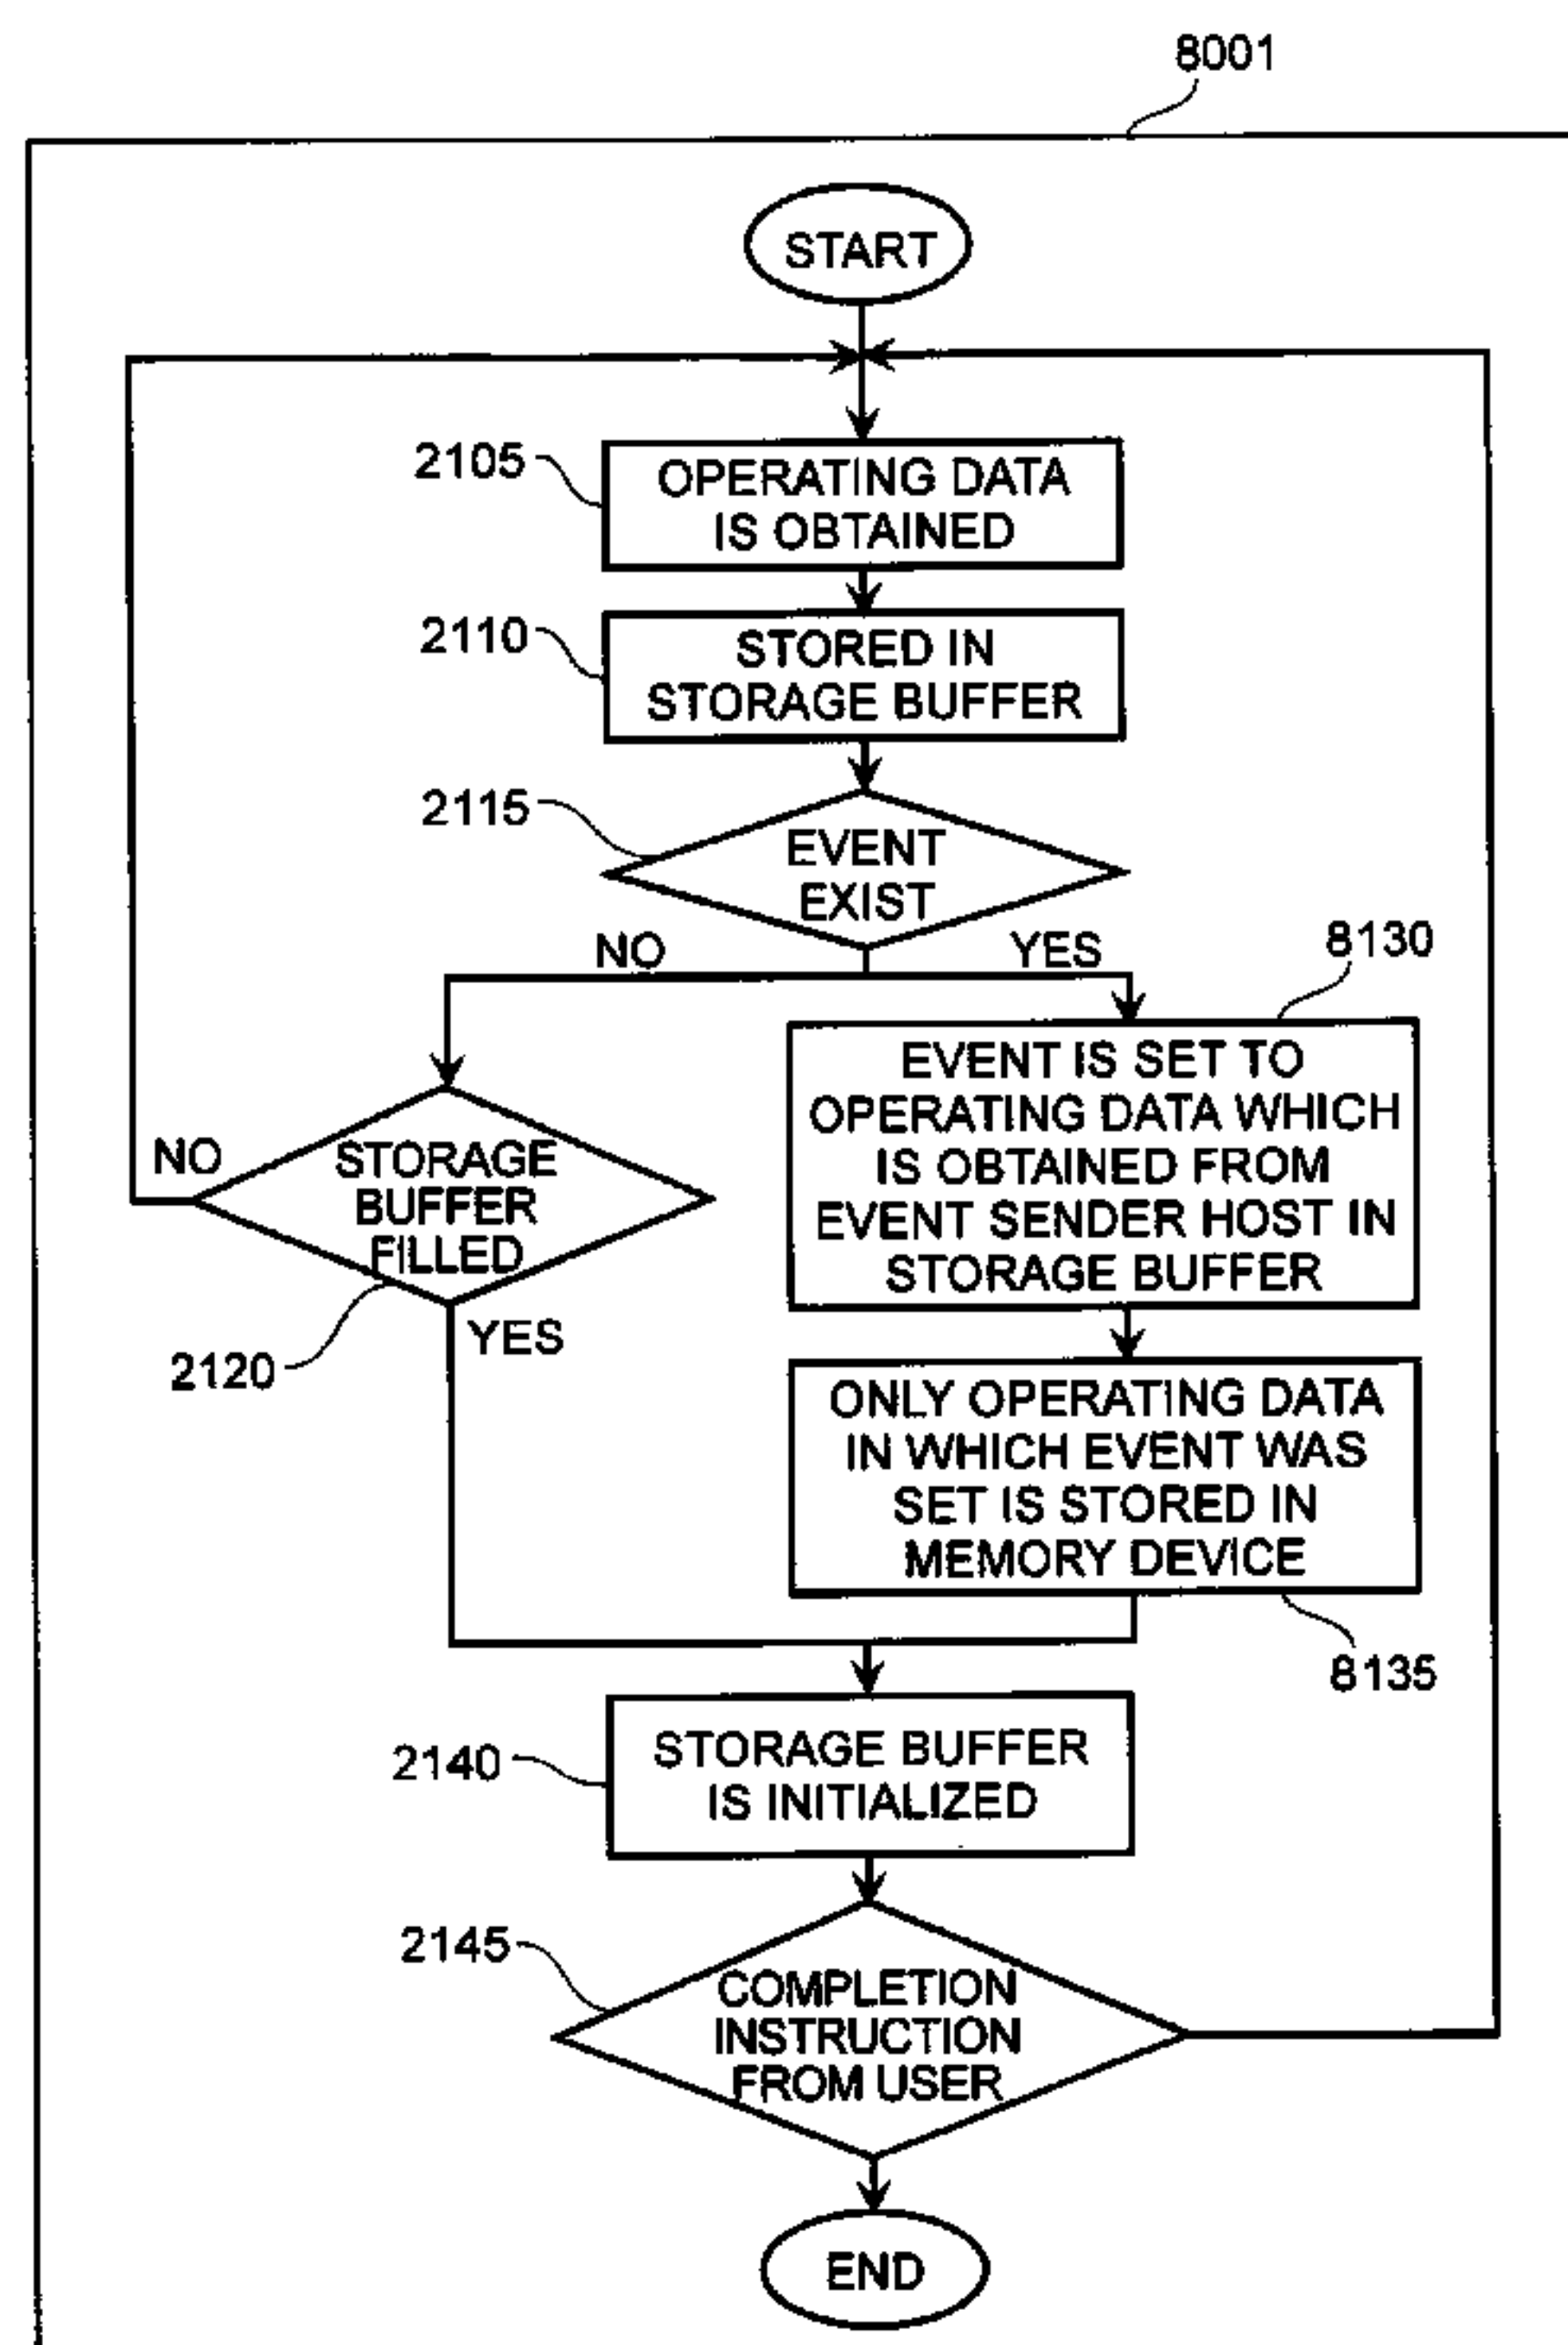 8001
START
2105
OPERATING DATA
IS OBTAINED
2110
STORED IN
STORAGE BUFFER
2115
EVENT
EXIST
NO
YES
8130
EVENT IS SET TO
OPERATING DATA WHICH
IS OBTAINED FROM
EVENT SENDER HOST IN
STORAGE BUFFER
NO
STORAGE
BUFFER
FILLED
YES
2120
ONLY OPERATING DATA
IN WHICH EVENT WAS
SET IS STORED IN
MEMORY DEVICE
8135
2140
STORAGE BUFFER
IS INITIALIZED
2145
COMPLETION
INSTRUCTION
FROM USER
END